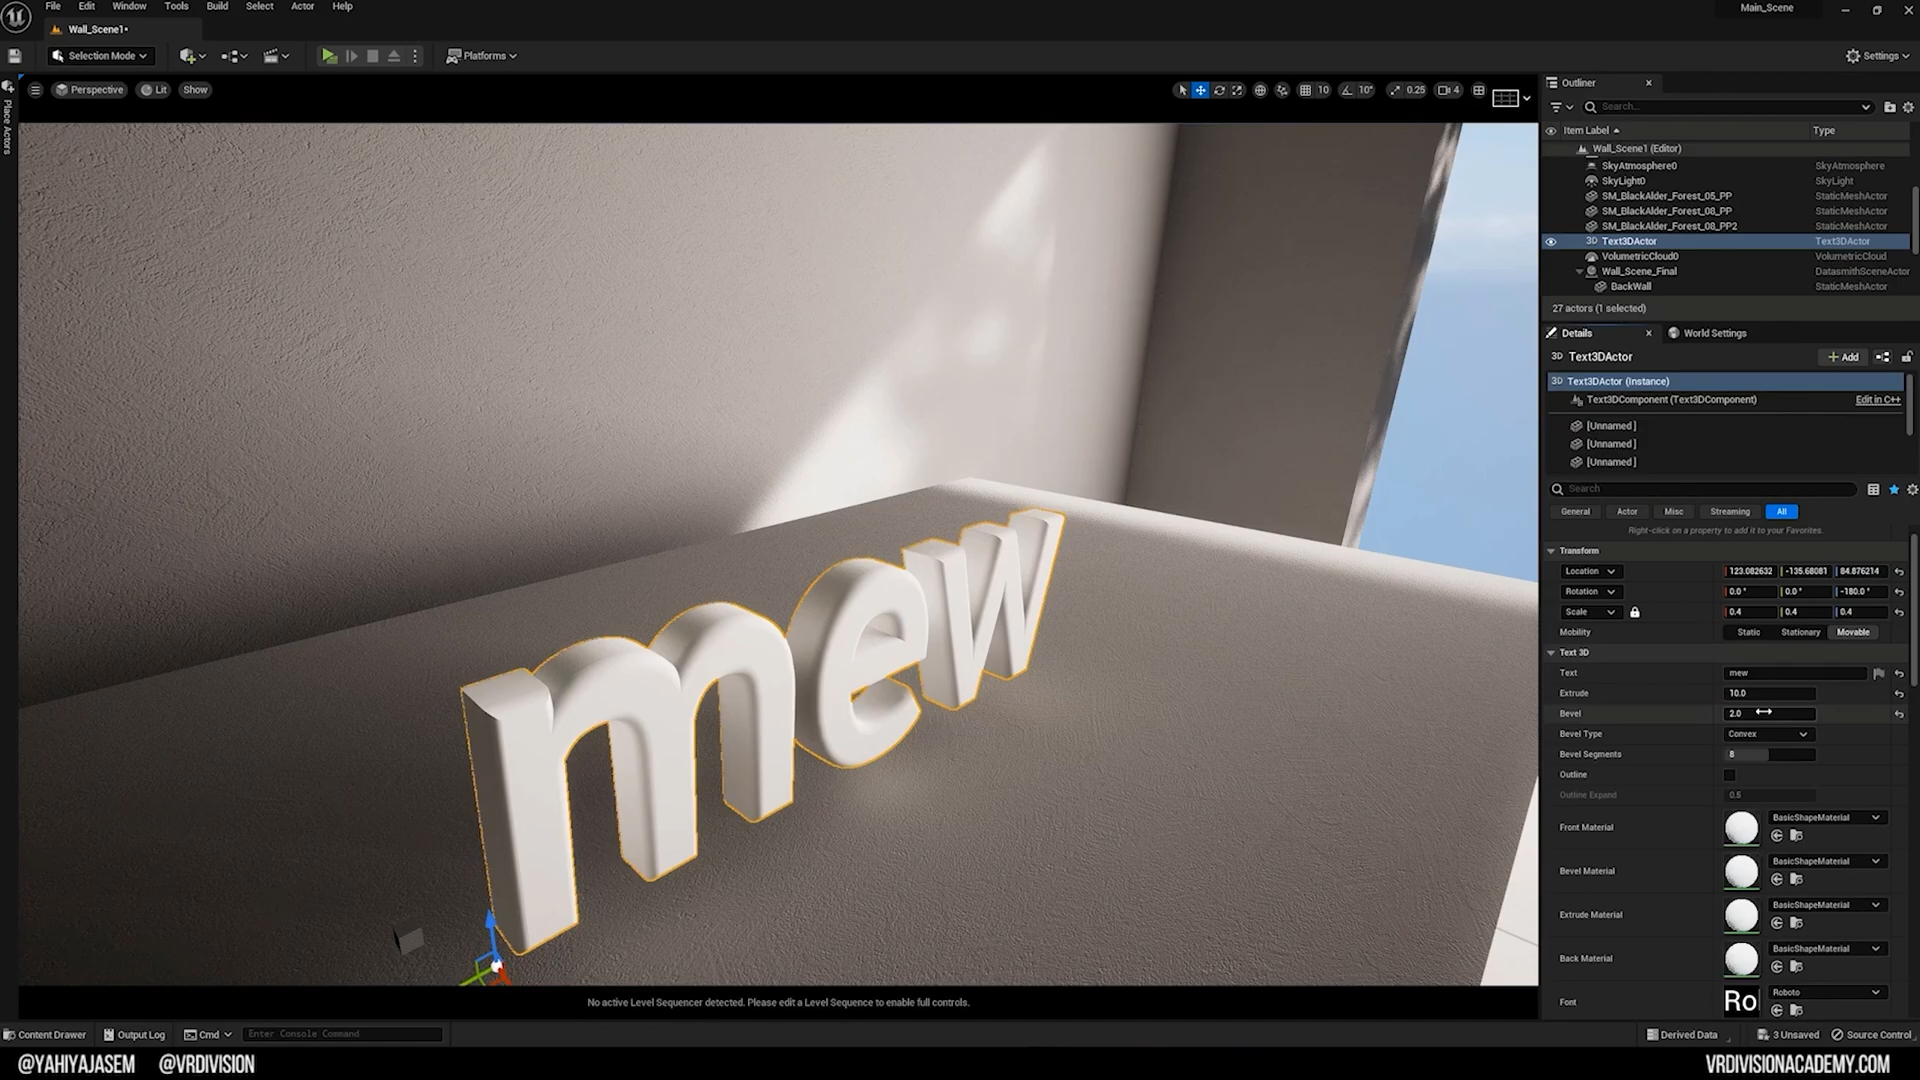 File Edit Window Tools Build Select Actor Help
Main_Scene
Wall_Scene1•
Selection Mode
Platforms
Settings
Place Actors
Perspective Lit Show
10 10° 0.25 4
Outliner
Search...
Item Label Type
Wall_Scene1 (Editor)
SkyAtmosphere0 SkyAtmosphere
SkyLight0 SkyLight
SM_BlackAlder_Forest_05_PP StaticMeshActor
SM_BlackAlder_Forest_08_PP StaticMeshActor
SM_BlackAlder_Forest_08_PP2 StaticMeshActor
3D Text3DActor Text3DActor
VolumetricCloud0 VolumetricCloud
Wall_Scene_Final DatasmithSceneActor
BackWall StaticMeshActor
27 actors (1 selected)
Details World Settings
3D Text3DActor + Add
3D Text3DActor (Instance)
Text3DComponent (Text3DComponent) Edit in C++
[Unnamed]
[Unnamed]
[Unnamed]
Search
General Actor Misc Streaming All
Right-click on a property to add it to your Favorites.
Transform
Location 123.082632 -135.68081 84.876214
Rotation 0.0° 0.0° -180.0°
Scale 0.4 0.4 0.4
Mobility Static Stationary Movable
Text 3D
Text mew
Extrude 10.0
Bevel 2.0
Bevel Type Convex
Bevel Segments 8
Outline
Outline Expand 0.5
Front Material BasicShapeMaterial
Bevel Material BasicShapeMaterial
Extrude Material BasicShapeMaterial
Back Material BasicShapeMaterial
Font Ro Roboto
mew
No active Level Sequencer detected. Please edit a Level Sequence to enable full controls.
Content Drawer Output Log Cmd Enter Console Command
Derived Data 3 Unsaved Source Control
@YAHIYAJASEM @VRDIVISION
VRDIVISIONACADEMY.COM